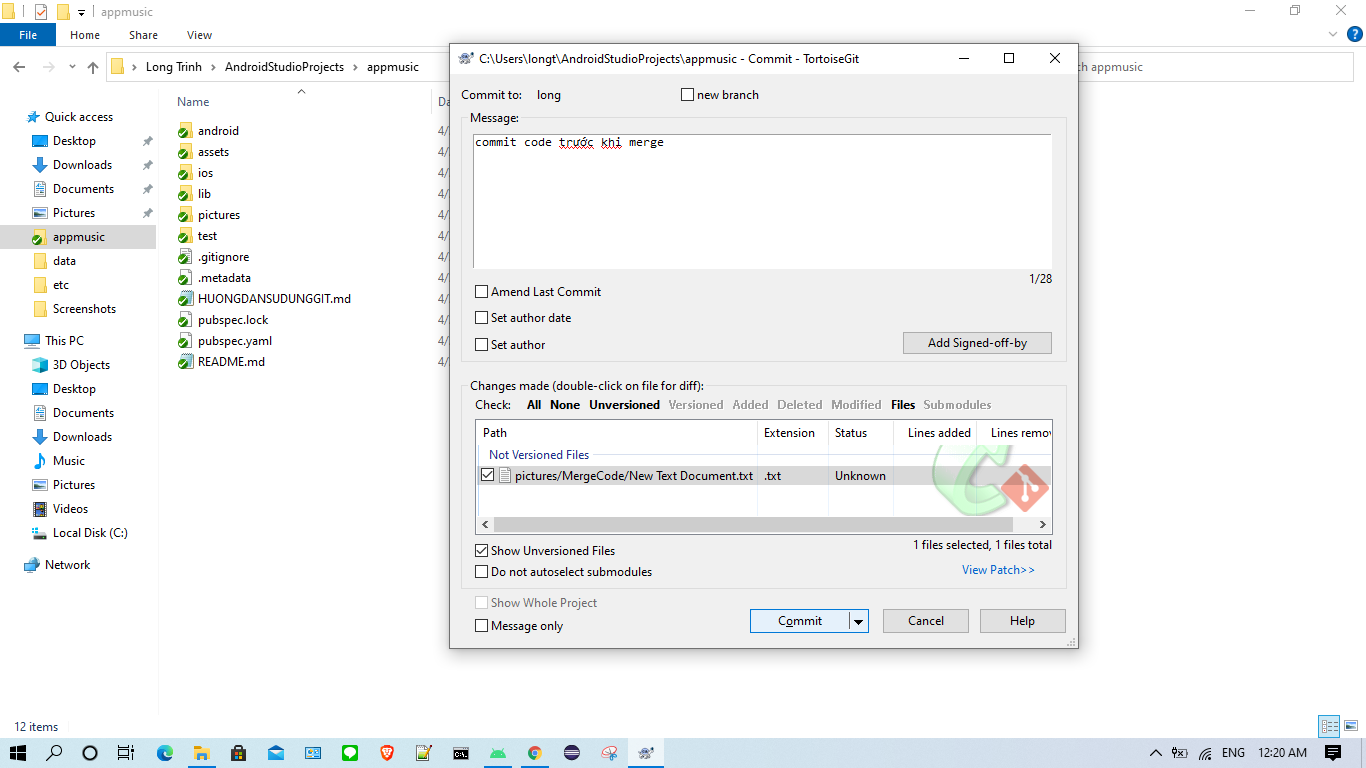 appmusic
File Home Share View
Long Trinh > AndroidStudioProjects > appmusic
ch appmusic
Quick access
Desktop
Downloads
Documents
Pictures
appmusic
data
etc
Screenshots
This PC
3D Objects
Desktop
Documents
Downloads
Music
Pictures
Videos
Local Disk (C:)
Network
Name
android 4/
assets 4/
ios 4/
lib 4/
pictures 4/
test 4/
.gitignore 4/
.metadata 4/
HUONGDANSUDUNGGIT.md 4/
pubspec.lock 4/
pubspec.yaml 4/
README.md 4/
C:\Users\longt\AndroidStudioProjects\appmusic - Commit - TortoiseGit
Commit to: long new branch
Message:
commit code trước khi merge
1/28
Amend Last Commit
Set author date
Set author
Add Signed-off-by
Changes made (double-click on file for diff):
Check: All None Unversioned Versioned Added Deleted Modified Files Submodules
Path Extension Status Lines added Lines remov
Not Versioned Files
pictures/MergeCode/New Text Document.txt .txt Unknown
Show Unversioned Files
1 files selected, 1 files total
Do not autoselect submodules
View Patch>>
Show Whole Project
Message only
Commit Cancel Help
12 items
ENG 12:20 AM